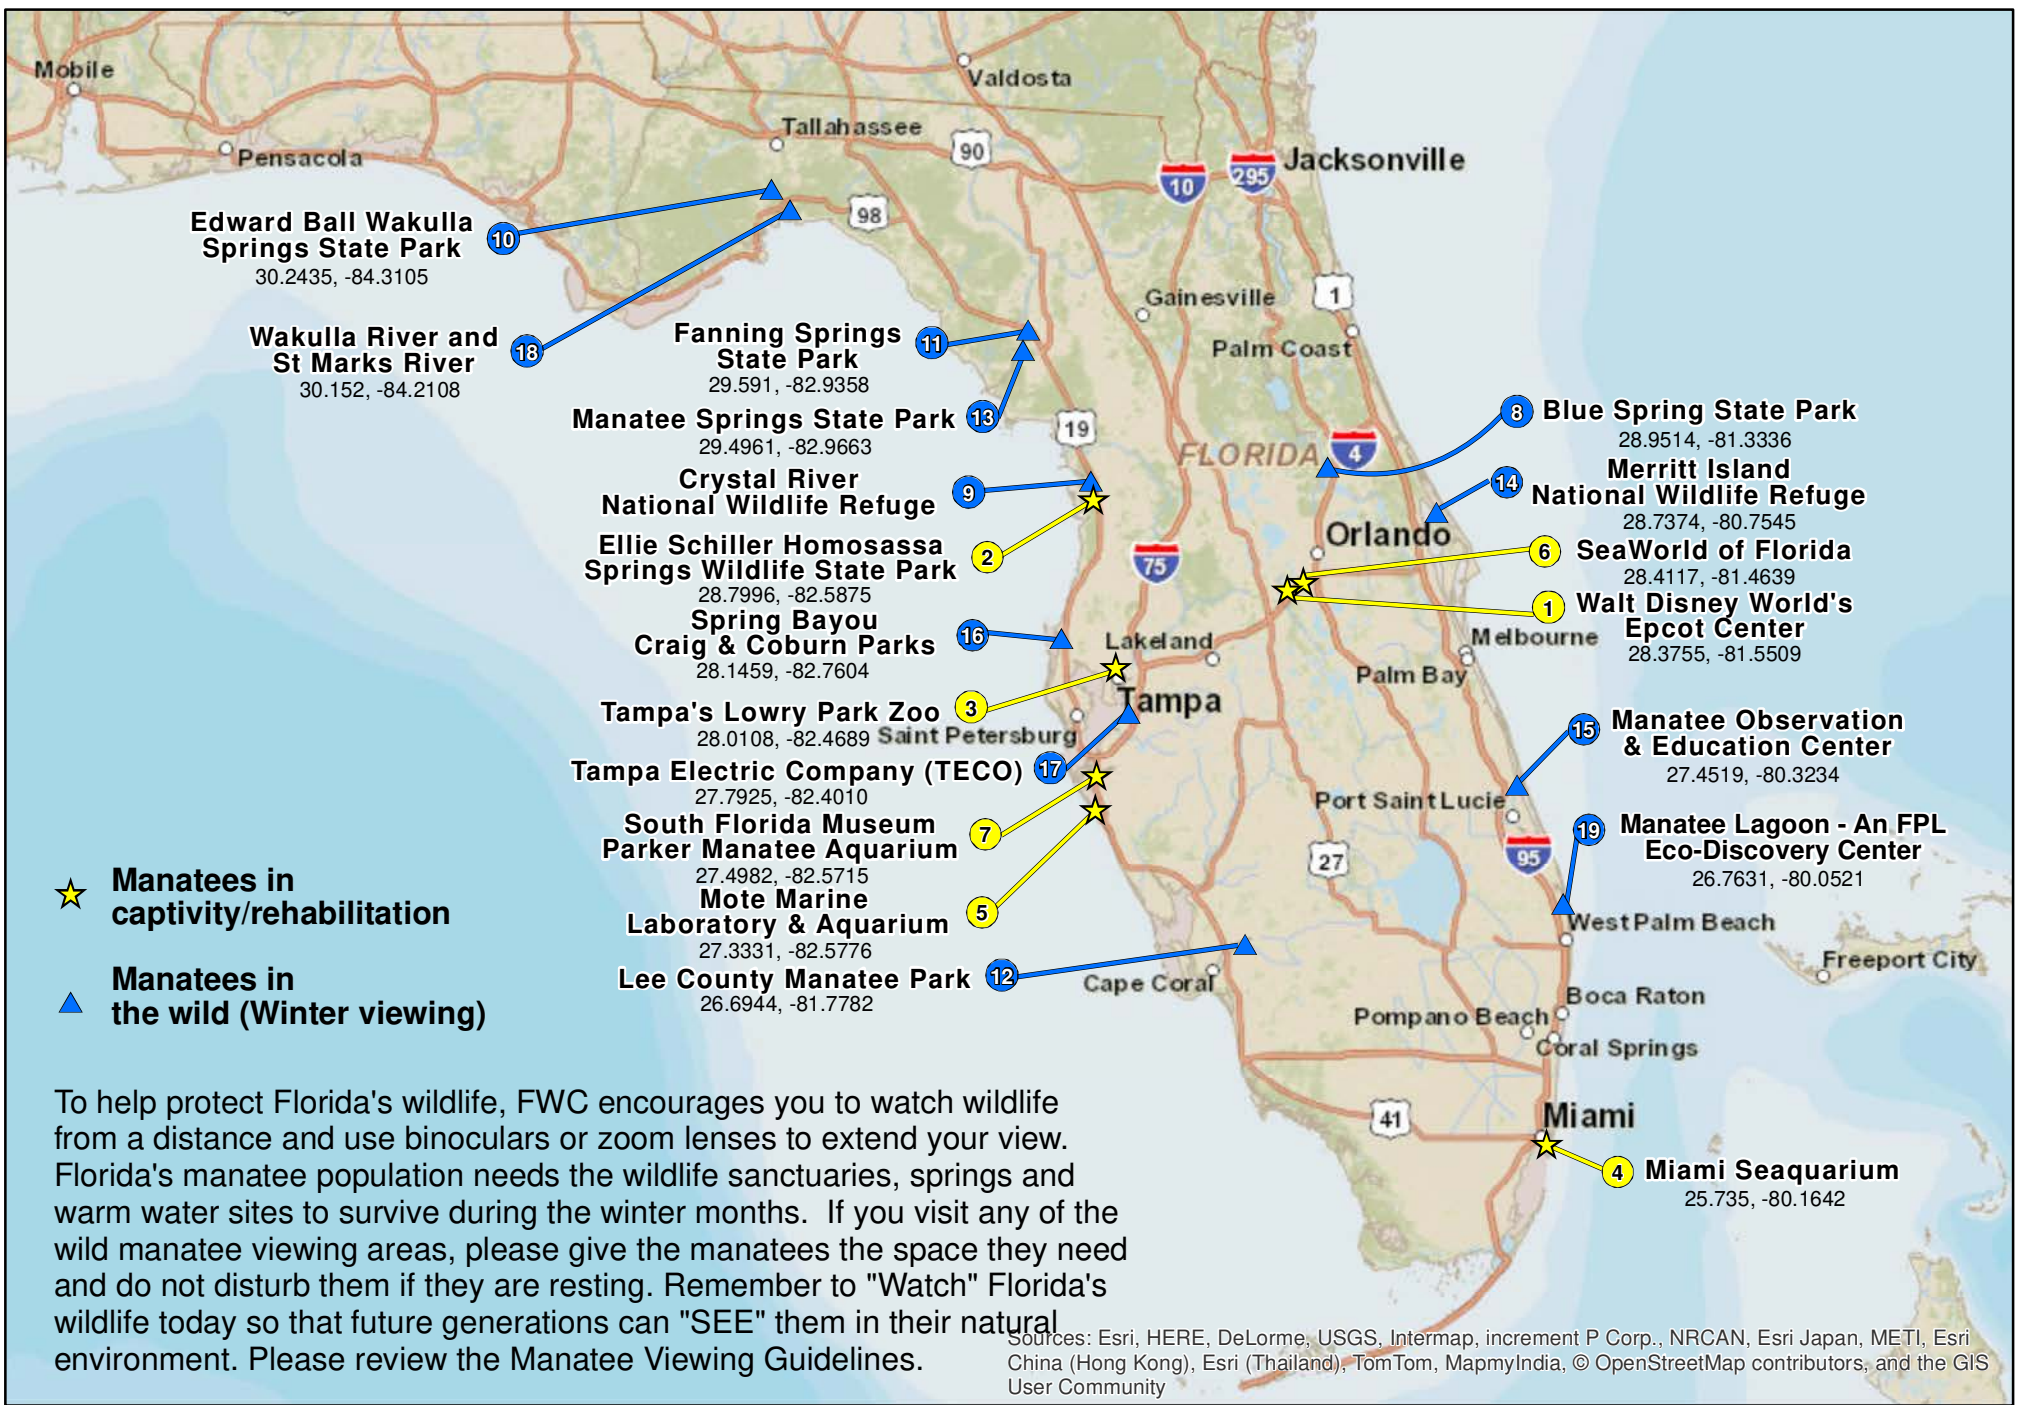 Mobile
Valdosta
Tallahassee
Pensacola
90
10
295
Jacksonville
98
Edward Ball Wakulla
Springs State Park
10
30.2435, -84.3105
Wakulla River and
St Marks River
18
30.152, -84.2108
Fanning Springs
State Park
11
29.591, -82.9358
Manatee Springs State Park
13
29.4961, -82.9663
Crystal River
National Wildlife Refuge
9
Ellie Schiller Homosassa
Springs Wildlife State Park
2
28.7996, -82.5875
Spring Bayou
Craig & Coburn Parks
16
28.1459, -82.7604
Tampa's Lowry Park Zoo
3
28.0108, -82.4689
Saint Petersburg
Tampa Electric Company (TECO)
17
27.7925, -82.4010
South Florida Museum
Parker Manatee Aquarium
7
27.4982, -82.5715
Mote Marine
Laboratory & Aquarium
5
27.3331, -82.5776
Lee County Manatee Park
12
26.6944, -81.7782
Gainesville
1
Palm Coast
19
FLORIDA
4
75
Orlando
Lakeland
Tampa
Melbourne
Palm Bay
Port Saint Lucie
27
95
Cape Coral
West Palm Beach
Freeport City
Boca Raton
Pompano Beach
Coral Springs
41
Miami
8
Blue Spring State Park
28.9514, -81.3336
14
Merritt Island
National Wildlife Refuge
28.7374, -80.7545
6
SeaWorld of Florida
28.4117, -81.4639
1
Walt Disney World's
Epcot Center
28.3755, -81.5509
15
Manatee Observation
& Education Center
27.4519, -80.3234
19
Manatee Lagoon - An FPL
Eco-Discovery Center
26.7631, -80.0521
4
Miami Seaquarium
25.735, -80.1642
Manatees in
captivity/rehabilitation
Manatees in
the wild (Winter viewing)
To help protect Florida's wildlife, FWC encourages you to watch wildlife
from a distance and use binoculars or zoom lenses to extend your view.
Florida's manatee population needs the wildlife sanctuaries, springs and
warm water sites to survive during the winter months.  If you visit any of the
wild manatee viewing areas, please give the manatees the space they need
and do not disturb them if they are resting. Remember to "Watch" Florida's
wildlife today so that future generations can "SEE" them in their natural
environment. Please review the Manatee Viewing Guidelines.
Sources: Esri, HERE, DeLorme, USGS, Intermap, increment P Corp., NRCAN, Esri Japan, METI, Esri
China (Hong Kong), Esri (Thailand), TomTom, MapmyIndia, © OpenStreetMap contributors, and the GIS
User Community